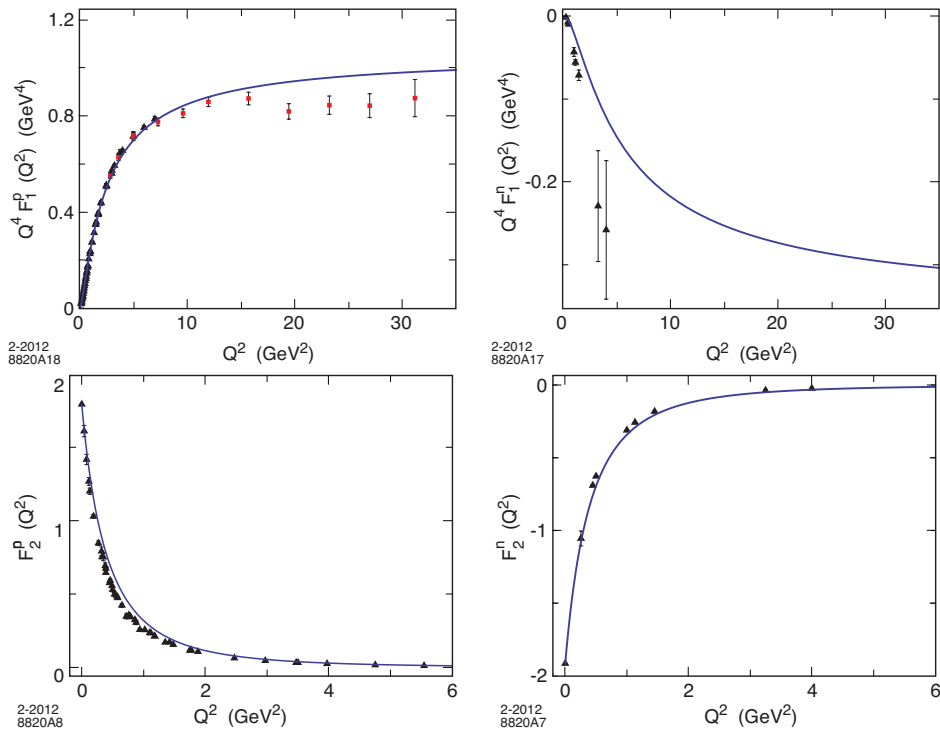 1.2
0.8
0.4
0
Q⁴ F₁ᵖ (Q²) (GeV⁴)
0 10 20 30
Q² (GeV²)
2-2012
8820A18
0
-0.2
Q⁴ F₁ⁿ (Q²) (GeV⁴)
0 10 20 30
Q² (GeV²)
2-2012
8820A17
2
1
0
F₂ᵖ (Q²)
0 2 4 6
Q² (GeV²)
2-2012
8820A8
0
-1
-2
F₂ⁿ (Q²)
0 2 4 6
Q² (GeV²)
2-2012
8820A7